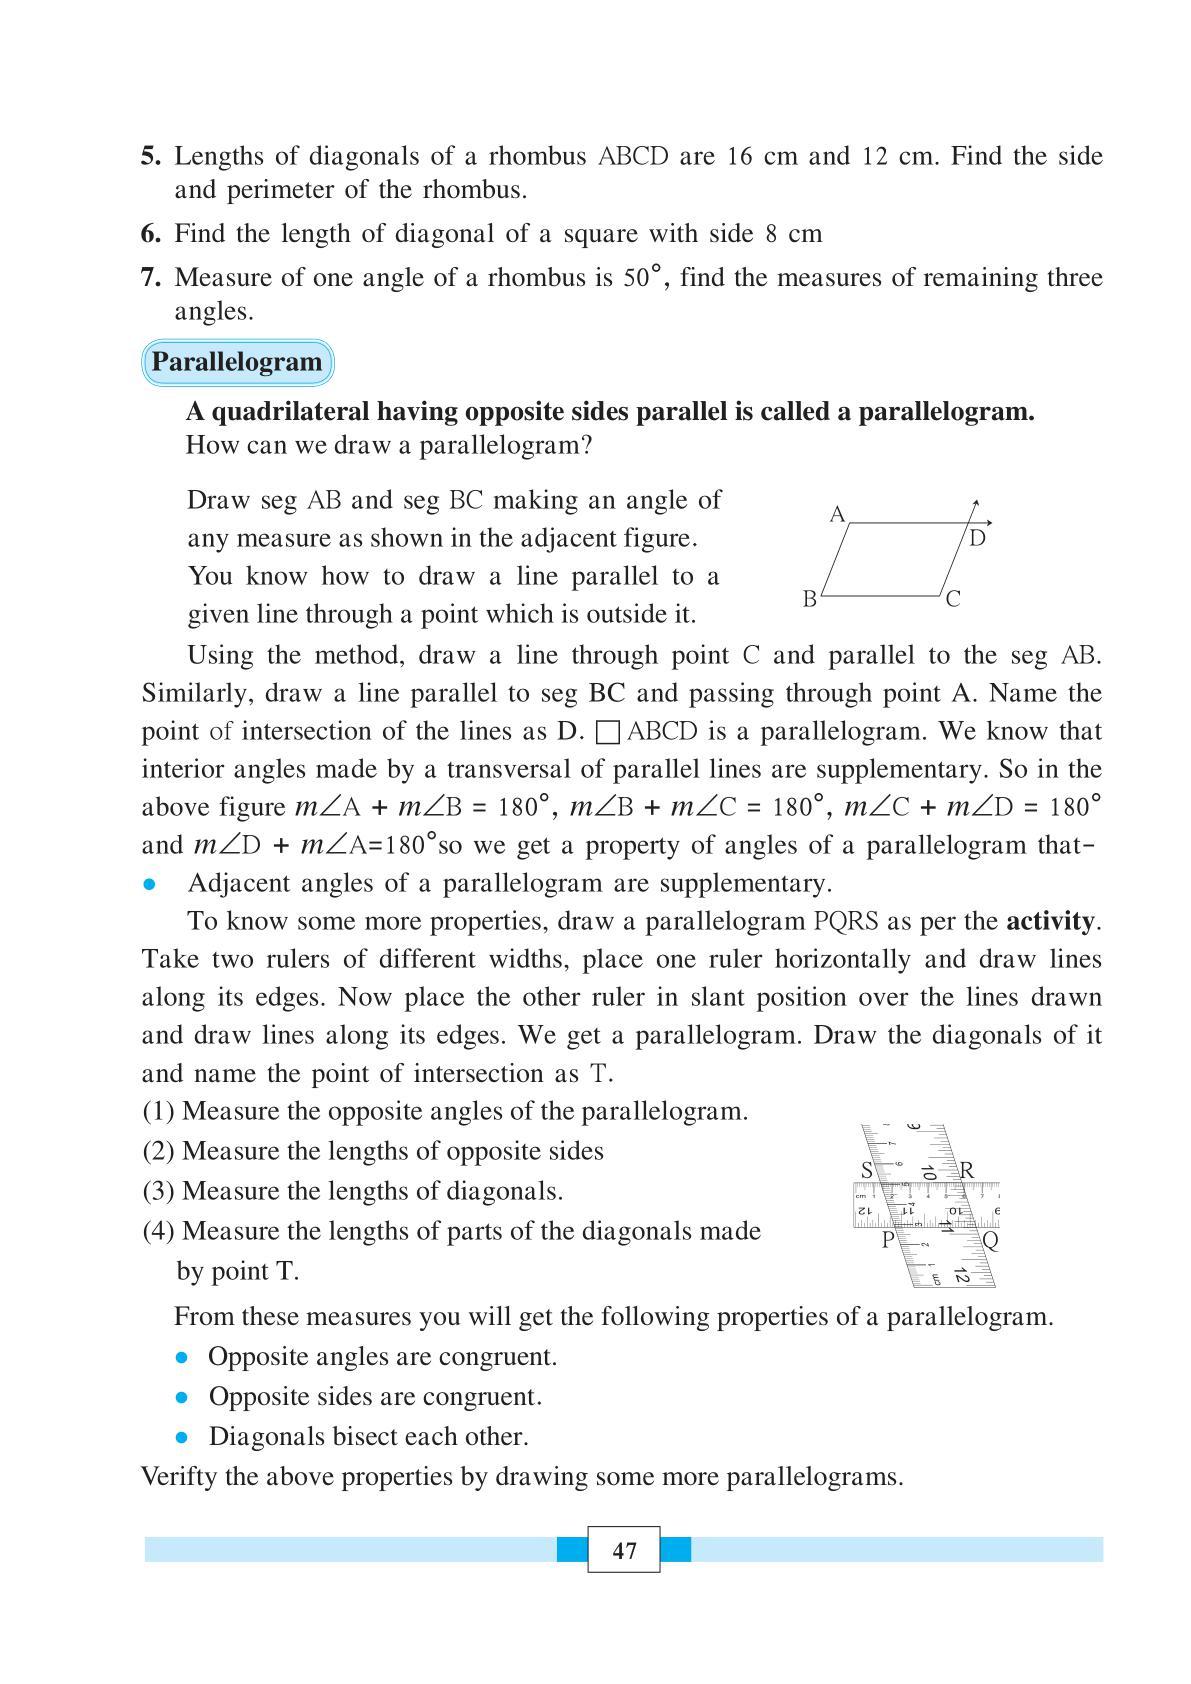 5. Lengths of diagonals of a rhombus ABCD are 16 cm and 12 cm. Find the side
and perimeter of the rhombus.
6. Find the length of diagonal of a square with side 8 cm
7. Measure of one angle of a rhombus is 50°, find the measures of remaining three
angles.
Parallelogram
A quadrilateral having opposite sides parallel is called a parallelogram.
How can we draw a parallelogram?
Draw seg AB and seg BC making an angle of
any measure as shown in the adjacent figure.
You know how to draw a line parallel to a
given line through a point which is outside it.
A
D
B
C
Using the method, draw a line through point C and parallel to the seg AB.
Similarly, draw a line parallel to seg BC and passing through point A. Name the
point of intersection of the lines as D. □ ABCD is a parallelogram. We know that
interior angles made by a transversal of parallel lines are supplementary. So in the
above figure m∠A + m∠B = 180°, m∠B + m∠C = 180°, m∠C + m∠D = 180°
and m∠D + m∠A=180°so we get a property of angles of a parallelogram that-
● Adjacent angles of a parallelogram are supplementary.
To know some more properties, draw a parallelogram PQRS as per the activity.
Take two rulers of different widths, place one ruler horizontally and draw lines
along its edges. Now place the other ruler in slant position over the lines drawn
and draw lines along its edges. We get a parallelogram. Draw the diagonals of it
and name the point of intersection as T.
(1) Measure the opposite angles of the parallelogram.
(2) Measure the lengths of opposite sides
(3) Measure the lengths of diagonals.
(4) Measure the lengths of parts of the diagonals made
by point T.
S
R
P
Q
cm
10
11
12
From these measures you will get the following properties of a parallelogram.
● Opposite angles are congruent.
● Opposite sides are congruent.
● Diagonals bisect each other.
Verifty the above properties by drawing some more parallelograms.
47